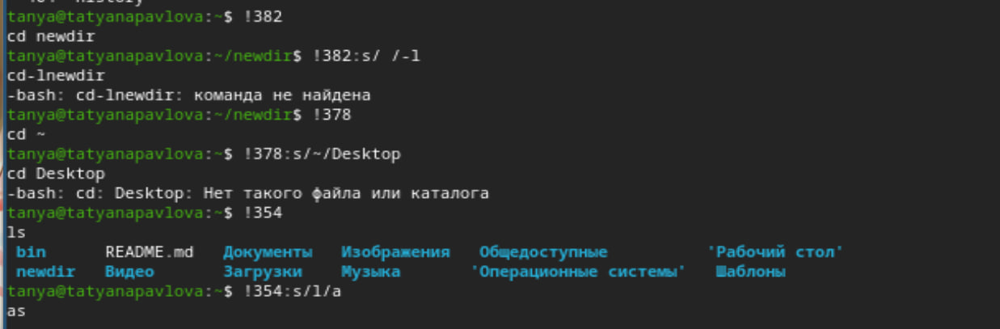 tanya@tatyanapavlova:~$ !382
cd newdir
tanya@tatyanapavlova:~/newdir$ !382:s/ /-l
cd-lnewdir
-bash: cd-lnewdir: команда не найдена
tanya@tatyanapavlova:~/newdir$ !378
cd ~
tanya@tatyanapavlova:~$ !378:s/~/Desktop
cd Desktop
-bash: cd: Desktop: Нет такого файла или каталога
tanya@tatyanapavlova:~$ !354
ls
bin README.md Документы Изображения Общедоступные 'Рабочий стол'
newdir Видео Загрузки Музыка 'Операционные системы' Шаблоны
tanya@tatyanapavlova:~$ !354:s/l/a
as